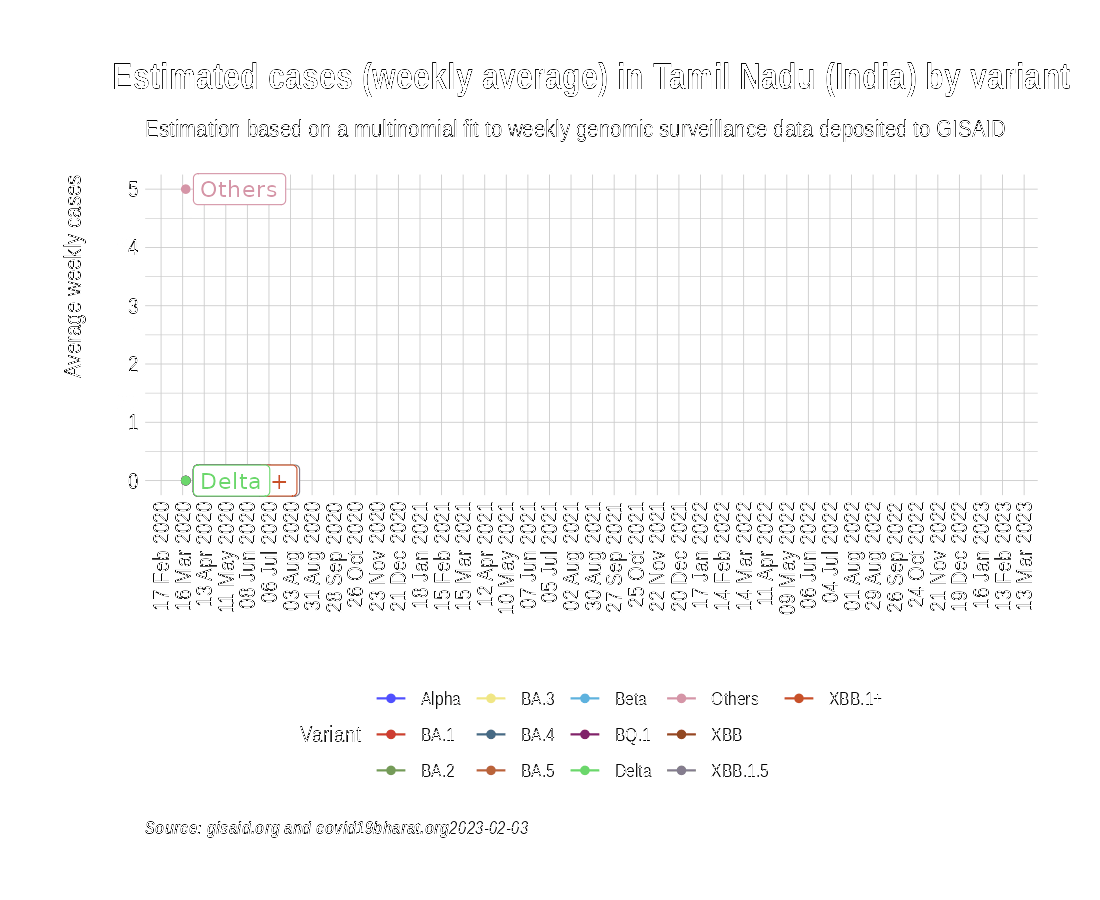 Estimated cases (weekly average) in Tamil Nadu (India) by variant
Estimation based on a multinomial fit to weekly genomic surveillance data deposited to GISAID
Average weekly cases
5
Others
4
3
2
1
0
Delta
+
17 Feb 2020
16 Mar 2020
13 Apr 2020
11 May 2020
08 Jun 2020
06 Jul 2020
03 Aug 2020
31 Aug 2020
28 Sep 2020
26 Oct 2020
23 Nov 2020
21 Dec 2020
18 Jan 2021
15 Feb 2021
15 Mar 2021
12 Apr 2021
10 May 2021
07 Jun 2021
05 Jul 2021
02 Aug 2021
30 Aug 2021
27 Sep 2021
25 Oct 2021
22 Nov 2021
20 Dec 2021
17 Jan 2022
14 Feb 2022
14 Mar 2022
11 Apr 2022
09 May 2022
06 Jun 2022
04 Jul 2022
01 Aug 2022
29 Aug 2022
26 Sep 2022
24 Oct 2022
21 Nov 2022
19 Dec 2022
16 Jan 2023
13 Feb 2023
13 Mar 2023
Variant
Alpha
BA.1
BA.2
BA.3
BA.4
BA.5
Beta
BQ.1
Delta
Others
XBB
XBB.1.5
XBB.1+
Source: gisaid.org and covid19bharat.org2023-02-03